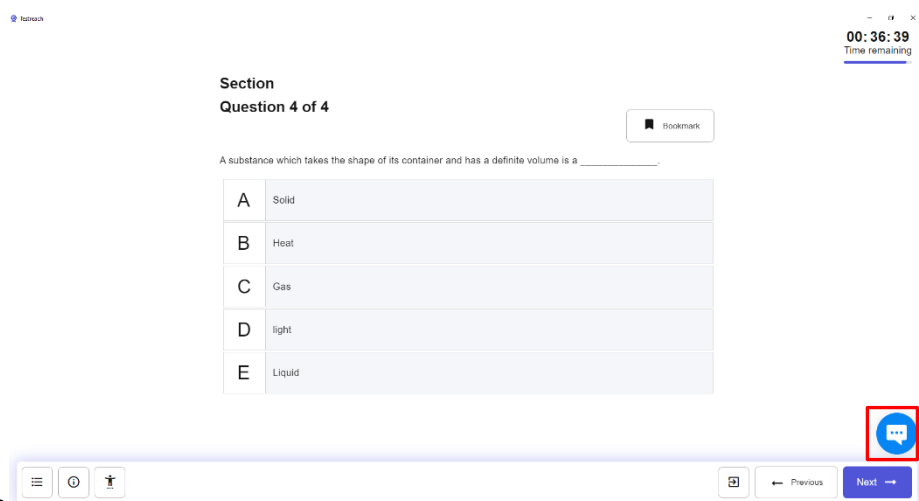 Testreach
00:36:39
Time remaining
Section
Question 4 of 4
Bookmark
A substance which takes the shape of its container and has a definite volume is a ______________.
A Solid
B Heat
C Gas
D light
E Liquid
Previous
Next